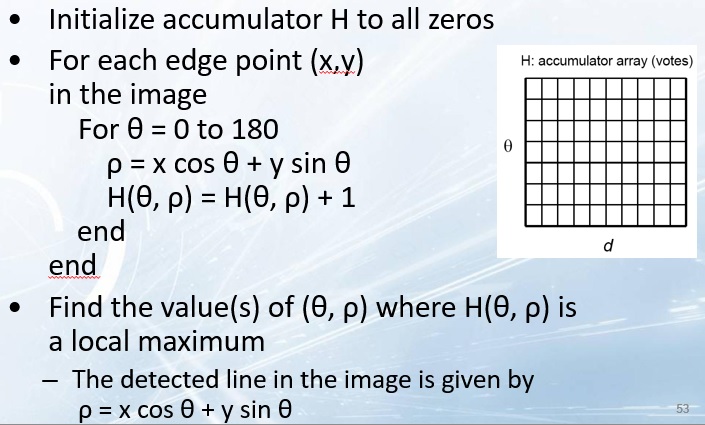 • Initialize accumulator H to all zeros
• For each edge point (x,y)
in the image
For θ = 0 to 180
ρ = x cos θ + y sin θ
H(θ, ρ) = H(θ, ρ) + 1
end
end
H: accumulator array (votes)
θ
d
• Find the value(s) of (θ, ρ) where H(θ, ρ) is
a local maximum
– The detected line in the image is given by
ρ = x cos θ + y sin θ
53